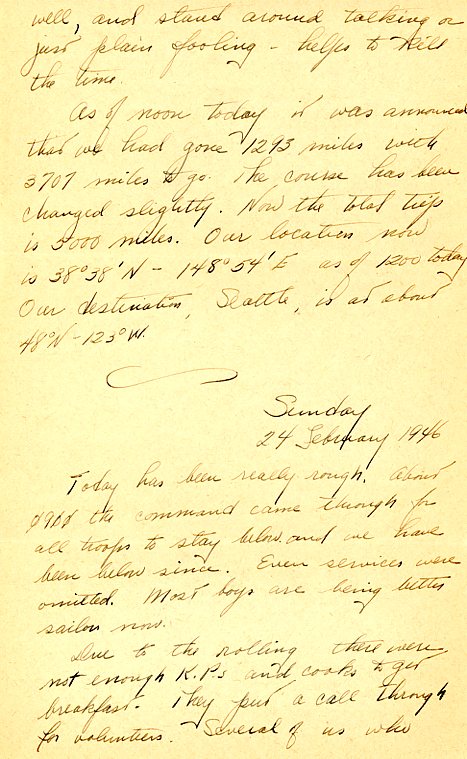 well, and stand around talking or
just plain fooling - helps to kill
the time.
As of noon today it was announced
that we had gone 1293 miles with
3707 miles to go. The course has been
changed slightly. Now the total trip
is 5000 miles. Our location now
is 38°38'N - 148°54'E as of 1200 today
Our destination, Seattle, is at about
48°N - 123°W.
Sunday
24 February 1946
Today has been really rough. About
0900 the command came through for
all troops to stay below and we have
been below since. Even services were
omitted. Most boys are being better
sailors now.
Due to the rolling there were
not enough K.P.s and cooks to get
breakfast. They put a call through
for volunteers. Several of us who